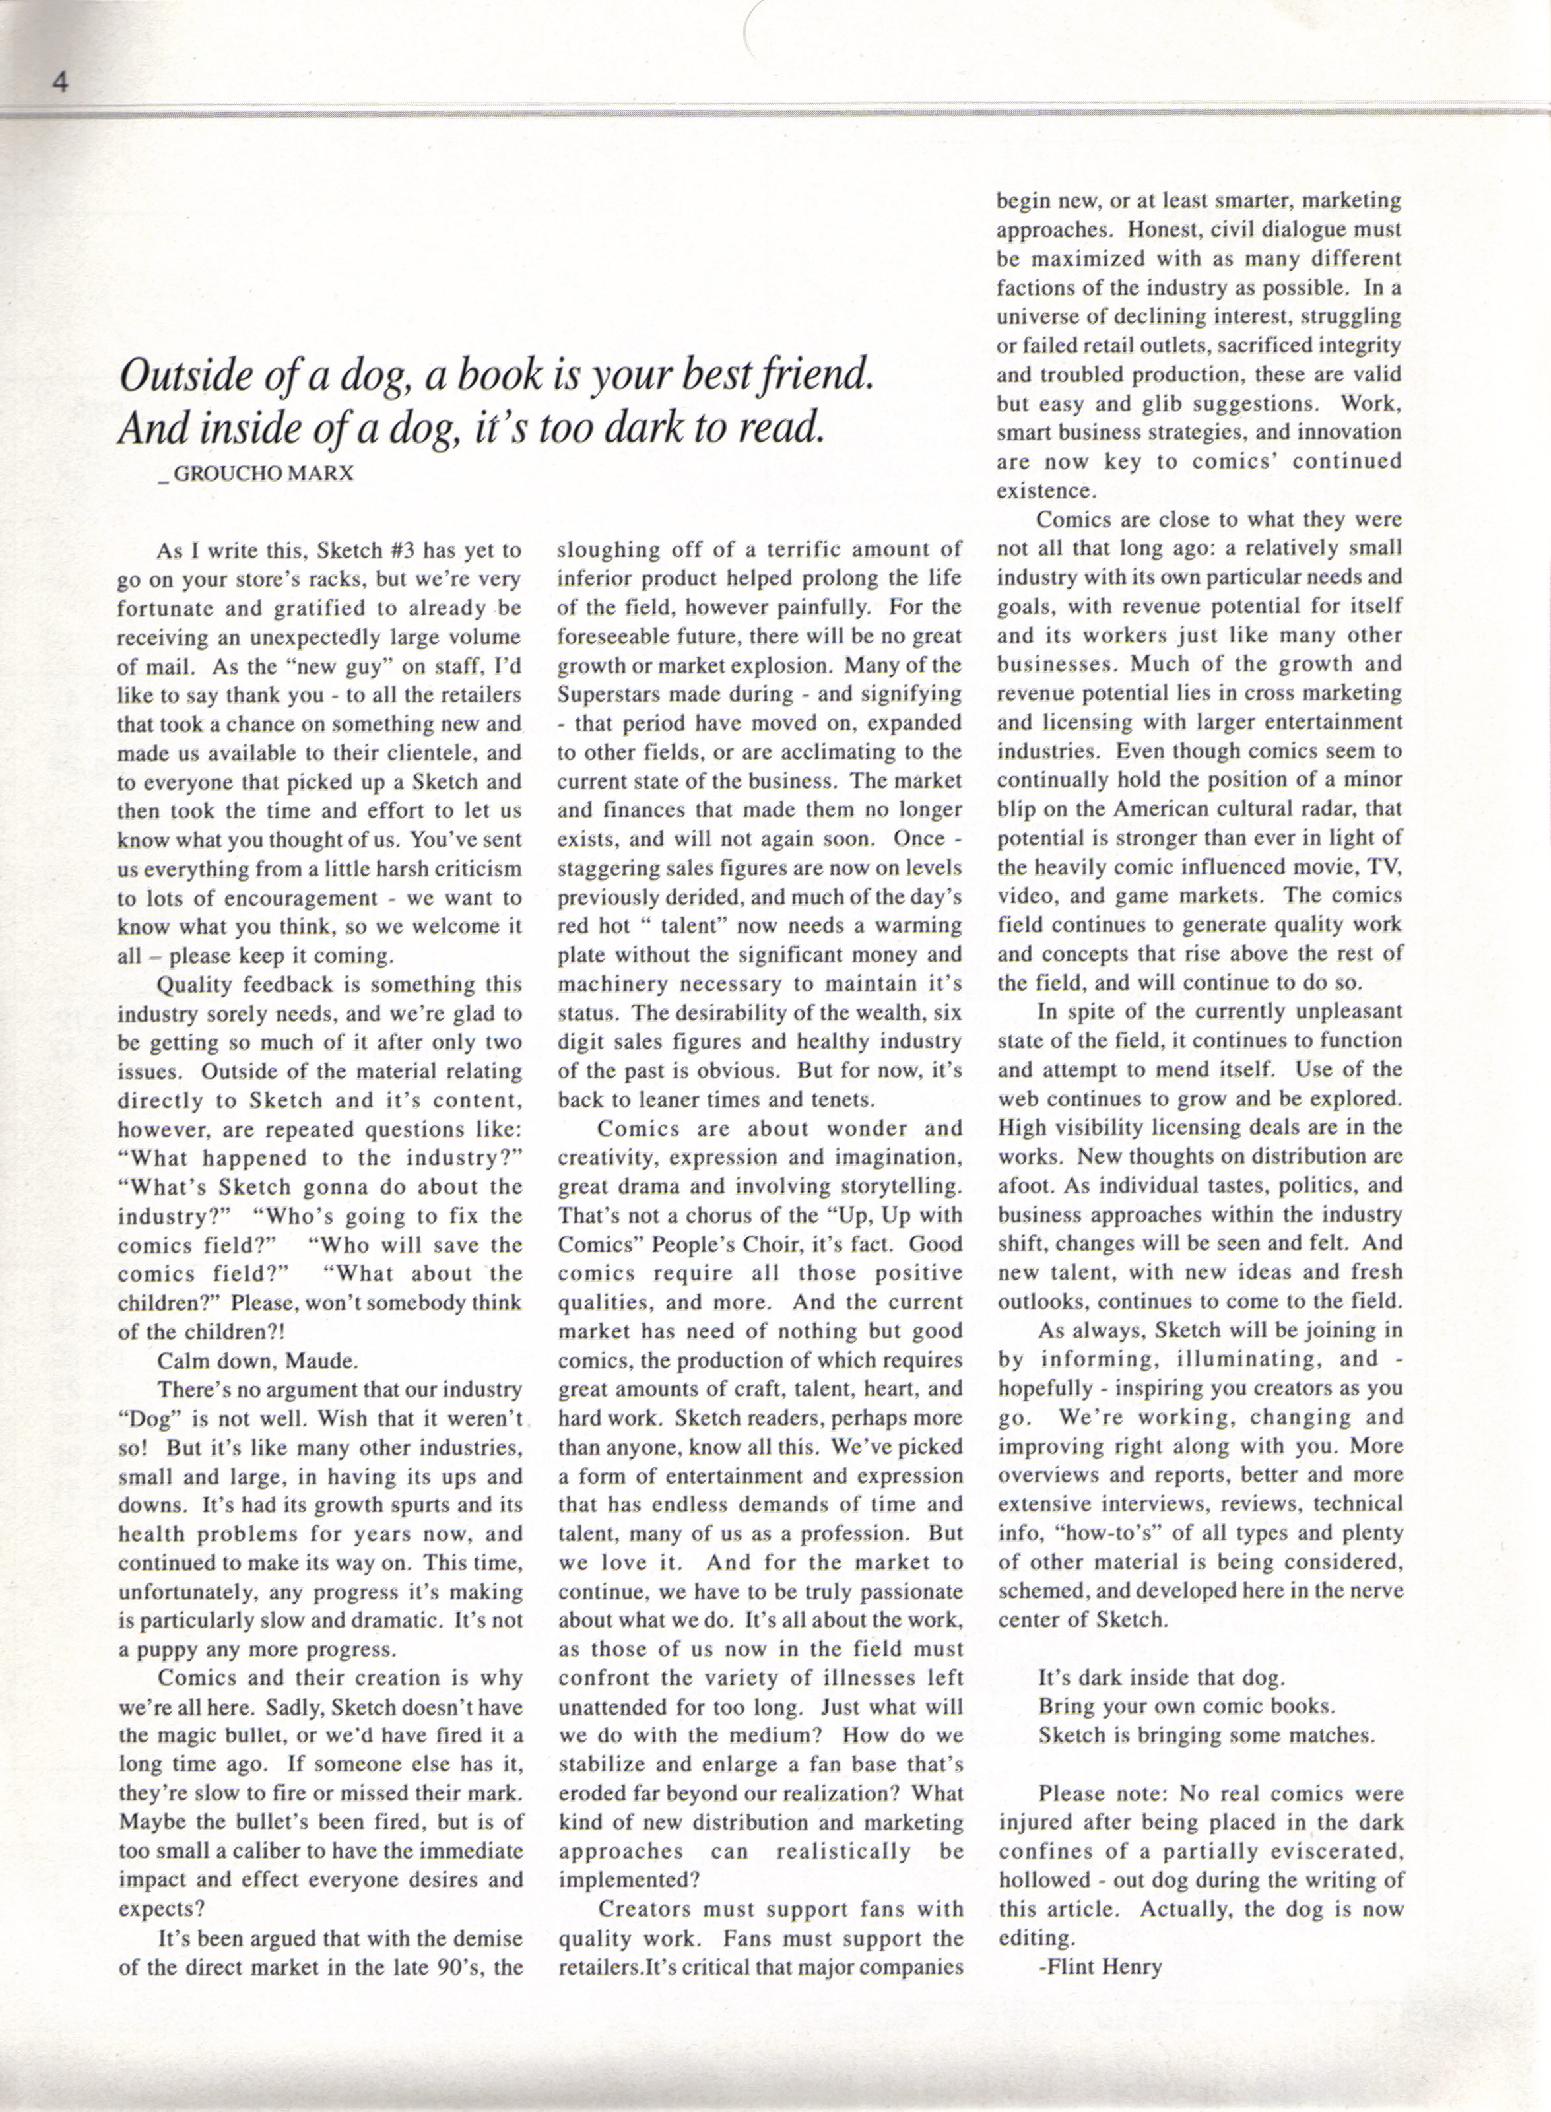 4
Outside of a dog, a book is your best friend.
And inside of a dog, it's too dark to read.
_ GROUCHO MARX
As I write this, Sketch #3 has yet to
go on your store's racks, but we're very
fortunate and gratified to already be
receiving an unexpectedly large volume
of mail. As the “new guy” on staff, I'd
like to say thank you - to all the retailers
that took a chance on something new and
made us available to their clientele, and
to everyone that picked up a Sketch and
then took the time and effort to let us
know what you thought of us. You've sent
us everything from a little harsh criticism
to lots of encouragement - we want to
know what you think, so we welcome it
all – please keep it coming.
Quality feedback is something this
industry sorely needs, and we're glad to
be getting so much of it after only two
issues. Outside of the material relating
directly to Sketch and it's content,
however, are repeated questions like:
“What happened to the industry?”
“What's Sketch gonna do about the
industry?” “Who's going to fix the
comics field?” “Who will save the
comics field?” “What about the
children?” Please, won't somebody think
of the children?!
Calm down, Maude.
There's no argument that our industry
“Dog” is not well. Wish that it weren't
so! But it's like many other industries,
small and large, in having its ups and
downs. It's had its growth spurts and its
health problems for years now, and
continued to make its way on. This time,
unfortunately, any progress it's making
is particularly slow and dramatic. It's not
a puppy any more progress.
Comics and their creation is why
we're all here. Sadly, Sketch doesn't have
the magic bullet, or we'd have fired it a
long time ago. If someone else has it,
they're slow to fire or missed their mark.
Maybe the bullet's been fired, but is of
too small a caliber to have the immediate
impact and effect everyone desires and
expects?
It's been argued that with the demise
of the direct market in the late 90's, the
sloughing off of a terrific amount of
inferior product helped prolong the life
of the field, however painfully. For the
foreseeable future, there will be no great
growth or market explosion. Many of the
Superstars made during - and signifying
- that period have moved on, expanded
to other fields, or are acclimating to the
current state of the business. The market
and finances that made them no longer
exists, and will not again soon. Once -
staggering sales figures are now on levels
previously derided, and much of the day's
red hot “ talent” now needs a warming
plate without the significant money and
machinery necessary to maintain it's
status. The desirability of the wealth, six
digit sales figures and healthy industry
of the past is obvious. But for now, it's
back to leaner times and tenets.
Comics are about wonder and
creativity, expression and imagination,
great drama and involving storytelling.
That's not a chorus of the “Up, Up with
Comics” People's Choir, it's fact. Good
comics require all those positive
qualities, and more. And the current
market has need of nothing but good
comics, the production of which requires
great amounts of craft, talent, heart, and
hard work. Sketch readers, perhaps more
than anyone, know all this. We've picked
a form of entertainment and expression
that has endless demands of time and
talent, many of us as a profession. But
we love it. And for the market to
continue, we have to be truly passionate
about what we do. It's all about the work,
as those of us now in the field must
confront the variety of illnesses left
unattended for too long. Just what will
we do with the medium? How do we
stabilize and enlarge a fan base that's
eroded far beyond our realization? What
kind of new distribution and marketing
approaches can realistically be
implemented?
Creators must support fans with
quality work. Fans must support the
retailers.It's critical that major companies
begin new, or at least smarter, marketing
approaches. Honest, civil dialogue must
be maximized with as many different
factions of the industry as possible. In a
universe of declining interest, struggling
or failed retail outlets, sacrificed integrity
and troubled production, these are valid
but easy and glib suggestions. Work,
smart business strategies, and innovation
are now key to comics' continued
existence.
Comics are close to what they were
not all that long ago: a relatively small
industry with its own particular needs and
goals, with revenue potential for itself
and its workers just like many other
businesses. Much of the growth and
revenue potential lies in cross marketing
and licensing with larger entertainment
industries. Even though comics seem to
continually hold the position of a minor
blip on the American cultural radar, that
potential is stronger than ever in light of
the heavily comic influenced movie, TV,
video, and game markets. The comics
field continues to generate quality work
and concepts that rise above the rest of
the field, and will continue to do so.
In spite of the currently unpleasant
state of the field, it continues to function
and attempt to mend itself. Use of the
web continues to grow and be explored.
High visibility licensing deals are in the
works. New thoughts on distribution are
afoot. As individual tastes, politics, and
business approaches within the industry
shift, changes will be seen and felt. And
new talent, with new ideas and fresh
outlooks, continues to come to the field.
As always, Sketch will be joining in
by informing, illuminating, and -
hopefully - inspiring you creators as you
go. We're working, changing and
improving right along with you. More
overviews and reports, better and more
extensive interviews, reviews, technical
info, “how-to's” of all types and plenty
of other material is being considered,
schemed, and developed here in the nerve
center of Sketch.
It's dark inside that dog.
Bring your own comic books.
Sketch is bringing some matches.
Please note: No real comics were
injured after being placed in the dark
confines of a partially eviscerated,
hollowed - out dog during the writing of
this article. Actually, the dog is now
editing.
-Flint Henry